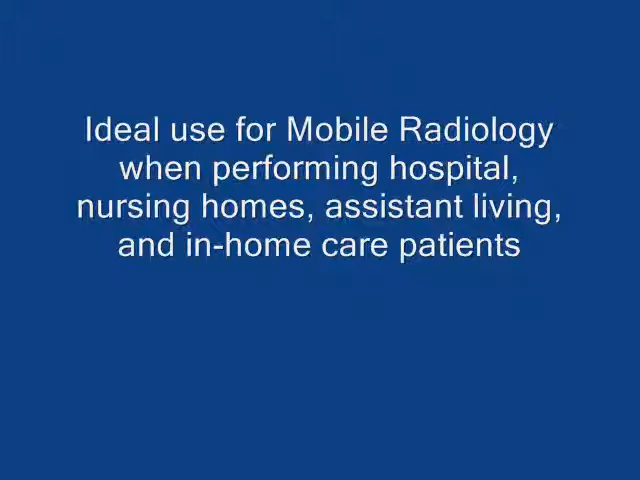 Ideal use for Mobile Radiology
when performing hospital,
nursing homes, assistant living,
and in-home care patients